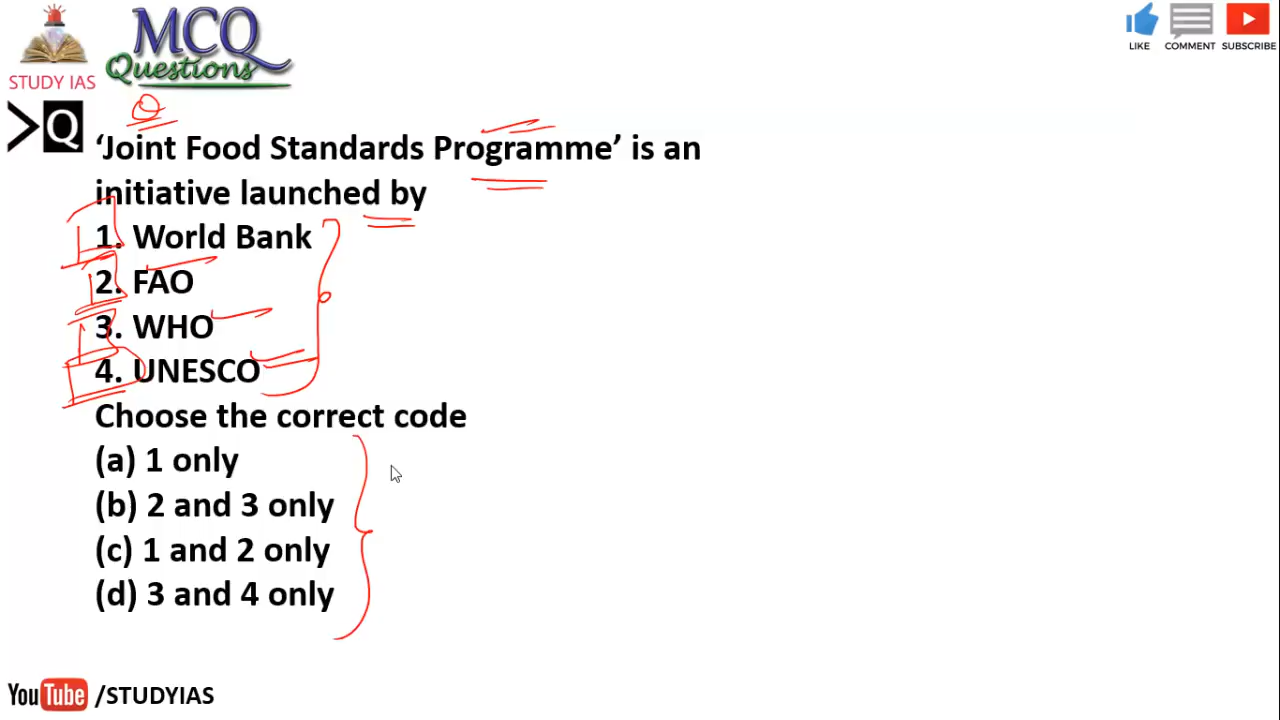 MCQ
Questions
STUDY IAS
LIKE COMMENT SUBSCRIBE
>Q
‘Joint Food Standards Programme’ is an
initiative launched by
1. World Bank
2. FAO
3. WHO
4. UNESCO
Choose the correct code
(a) 1 only
(b) 2 and 3 only
(c) 1 and 2 only
(d) 3 and 4 only
YouTube /STUDYIAS